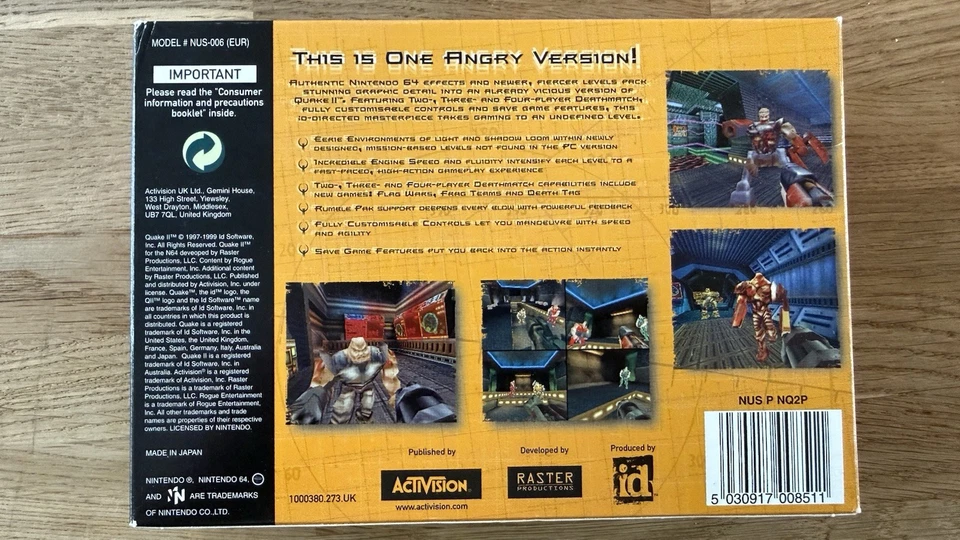 MODEL # NUS-006 (EUR)
IMPORTANT
Please read the "Consumer
information and precautions
booklet" inside.
Activision UK Ltd., Gemini House,
133 High Street, Yiewsley,
West Drayton, Middlesex,
UB7 7QL, United Kingdom
Quake II™ © 1997-1999 Id Software,
Inc. All Rights Reserved. Quake II™
for the N64 deveoped by Raster
Productions, LLC. Content by Rogue
Entertainment, Inc. Additional content
by Raster Productions, LLC. Published
and distributed by Activision, Inc. under
license. Quake™, the id™ logo, the
QII™ logo and the Id Software™ name
are trademarks of Id Software, Inc. in
all countries in which this product is
distributed. Quake is a registered
trademark of Id Software, Inc. in the
United States, the United Kingdom,
France, Spain, Germany, Italy, Australia
and Japan. Quake II is a registered
trademark of Id Software, Inc. in
Australia. Activision® is a registered
trademark of Activision, Inc. Raster
Productions is a trademark of Raster
Productions, LLC. Rogue Entertainment
is a trademark of Rogue Entertainment,
Inc. All other trademarks and trade
names are properties of their respective
owners. LICENSED BY NINTENDO.
MADE IN JAPAN
NINTENDO ®, NINTENDO 64,
AND N ARE TRADEMARKS
OF NINTENDO CO.,LTD.
This is One Angry Version!
Authentic Nintendo 64 effects and newer, fiercer levels pack
stunning graphic detail into an already vicious version of
Quake II™. Featuring Two-, Three- and Four-player Deathmatch,
fully customisable controls and save game features, this
id-directed masterpiece takes gaming to an undefined level.
Eerie Environments of light and shadow loom within newly
designed, mission-based levels not found in the PC version
Incredible Engine Speed and fluidity intensify each level to a
fast-paced, high-action gameplay experience
Two-, Three- and Four-player Deathmatch capabilities include
new games: Flag Wars, Frag Teams and Death Tag
Rumble Pak support deepens every blow with powerful feedback
Fully Customisable Controls let you manoeuvre with speed
and agility
Save Game Features put you back into the action instantly
NUS P NQ2P
5 030917 008511
1000380.273.UK
Published by
ACTIVISION.
www.activision.com
Developed by
RASTER
PRODUCTIONS
Produced by
id